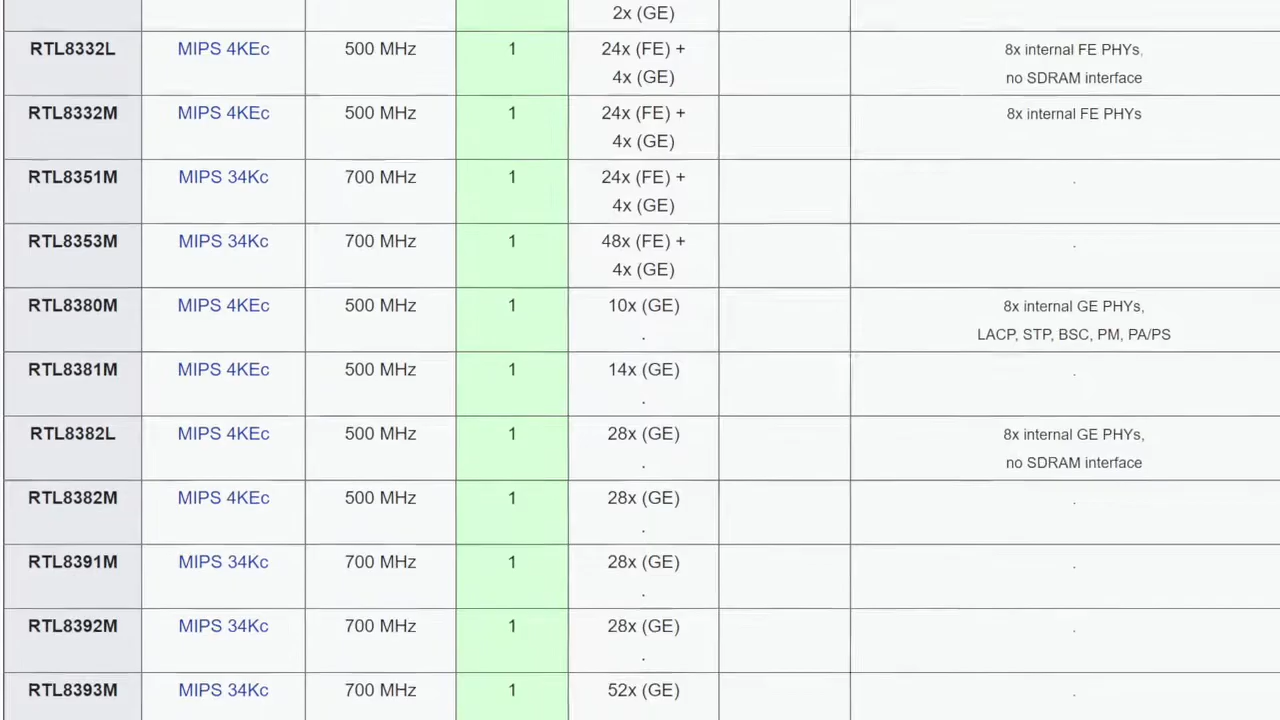 2x (GE)
RTL8332L MIPS 4KEc 500 MHz 1 24x (FE) + 8x internal FE PHYs,
4x (GE) no SDRAM interface
RTL8332M MIPS 4KEc 500 MHz 1 24x (FE) + 8x internal FE PHYs
4x (GE)
RTL8351M MIPS 34Kc 700 MHz 1 24x (FE) + .
4x (GE)
RTL8353M MIPS 34Kc 700 MHz 1 48x (FE) + .
4x (GE)
RTL8380M MIPS 4KEc 500 MHz 1 10x (GE) 8x internal GE PHYs,
. LACP, STP, BSC, PM, PA/PS
RTL8381M MIPS 4KEc 500 MHz 1 14x (GE) .
.
RTL8382L MIPS 4KEc 500 MHz 1 28x (GE) 8x internal GE PHYs,
. no SDRAM interface
RTL8382M MIPS 4KEc 500 MHz 1 28x (GE) .
.
RTL8391M MIPS 34Kc 700 MHz 1 28x (GE) .
.
RTL8392M MIPS 34Kc 700 MHz 1 28x (GE) .
.
RTL8393M MIPS 34Kc 700 MHz 1 52x (GE) .